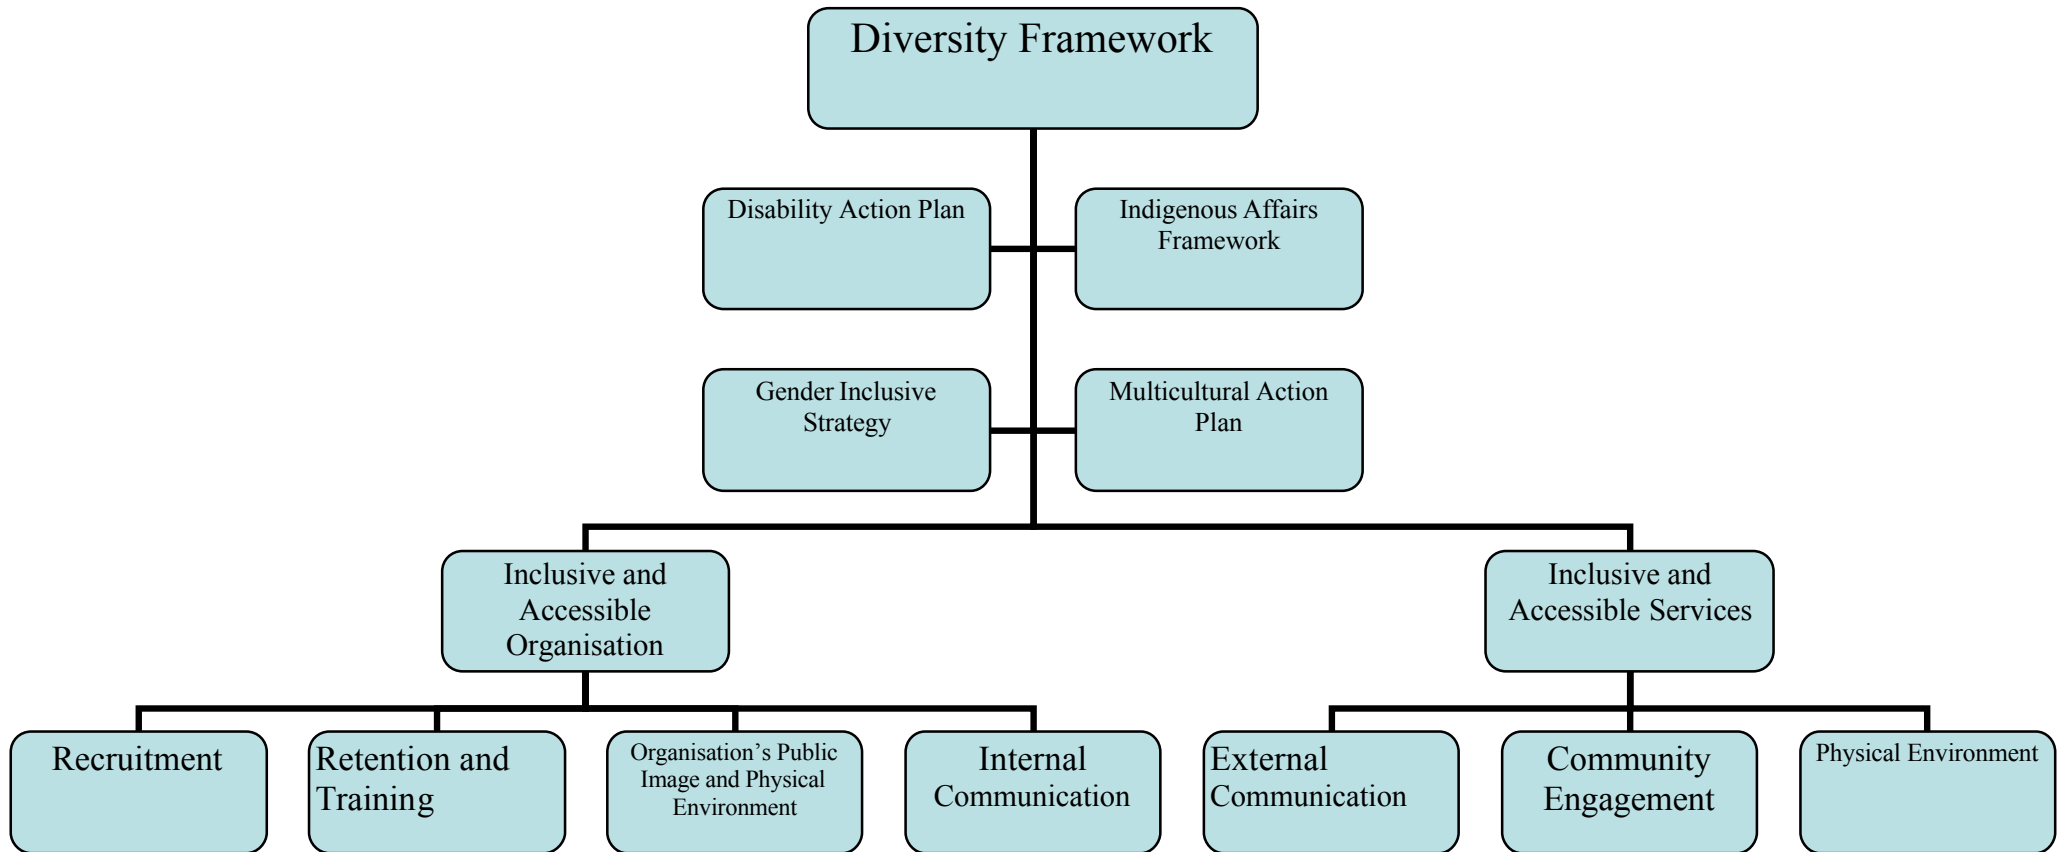 Diversity Framework
Disability Action Plan
Indigenous Affairs
Framework
Gender Inclusive
Strategy
Multicultural Action
Plan
Inclusive and
Accessible
Organisation
Inclusive and
Accessible Services
Recruitment
Retention and
Training
Organisation’s Public
Image and Physical
Environment
Internal
Communication
External
Communication
Community
Engagement
Physical Environment